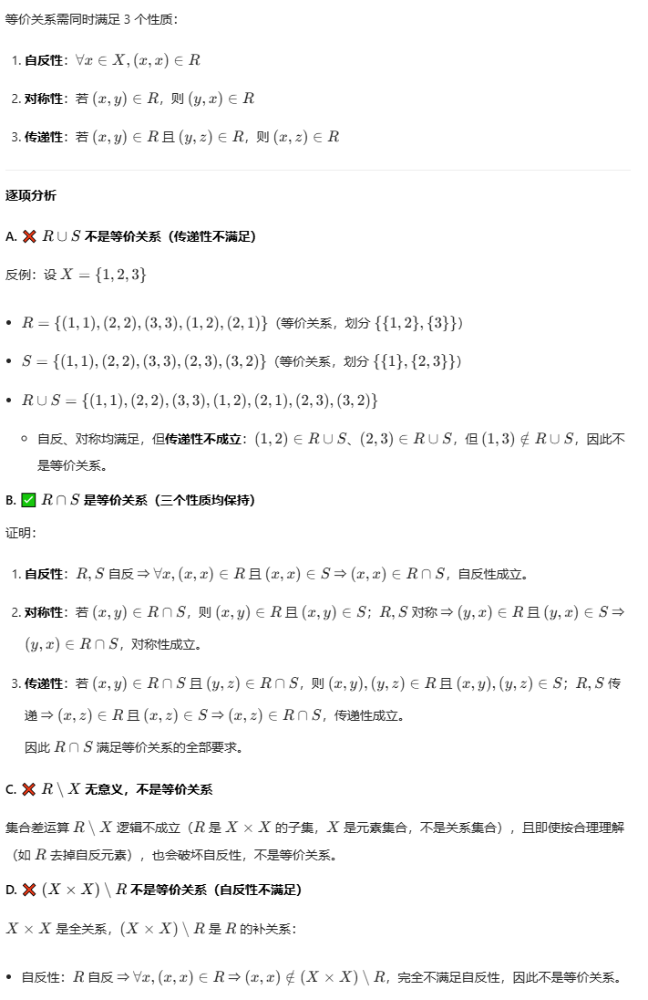 等价关系需同时满足 3 个性质：
1. 自反性：∀x ∈ X, (x, x) ∈ R
2. 对称性：若 (x, y) ∈ R，则 (y, x) ∈ R
3. 传递性：若 (x, y) ∈ R 且 (y, z) ∈ R，则 (x, z) ∈ R
逐项分析
A. ❌ R ∪ S 不是等价关系（传递性不满足）
反例：设 X = {1, 2, 3}
• R = {(1, 1), (2, 2), (3, 3), (1, 2), (2, 1)}（等价关系，划分 {{1, 2}, {3}}）
• S = {(1, 1), (2, 2), (3, 3), (2, 3), (3, 2)}（等价关系，划分 {{1}, {2, 3}}）
• R ∪ S = {(1, 1), (2, 2), (3, 3), (1, 2), (2, 1), (2, 3), (3, 2)}
◦ 自反、对称均满足，但传递性不成立：(1, 2) ∈ R ∪ S、(2, 3) ∈ R ∪ S，但 (1, 3) ∉ R ∪ S，因此不
是等价关系。
B. ✅ R ∩ S 是等价关系（三个性质均保持）
证明：
1. 自反性：R, S 自反 ⇒ ∀x, (x, x) ∈ R 且 (x, x) ∈ S ⇒ (x, x) ∈ R ∩ S，自反性成立。
2. 对称性：若 (x, y) ∈ R ∩ S，则 (x, y) ∈ R 且 (x, y) ∈ S；R, S 对称 ⇒ (y, x) ∈ R 且 (y, x) ∈ S ⇒
(y, x) ∈ R ∩ S，对称性成立。
3. 传递性：若 (x, y) ∈ R ∩ S 且 (y, z) ∈ R ∩ S，则 (x, y), (y, z) ∈ R 且 (x, y), (y, z) ∈ S；R, S 传
递 ⇒ (x, z) ∈ R 且 (x, z) ∈ S ⇒ (x, z) ∈ R ∩ S，传递性成立。
因此 R ∩ S 满足等价关系的全部要求。
C. ❌ R \ X 无意义，不是等价关系
集合差运算 R \ X 逻辑不成立（R 是 X × X 的子集，X 是元素集合，不是关系集合），且即使按合理理解
（如 R 去掉自反元素），也会破坏自反性，不是等价关系。
D. ❌ (X × X) \ R 不是等价关系（自反性不满足）
X × X 是全关系，(X × X) \ R 是 R 的补关系：
• 自反性：R 自反 ⇒ ∀x, (x, x) ∈ R ⇒ (x, x) ∉ (X × X) \ R，完全不满足自反性，因此不是等价关系。